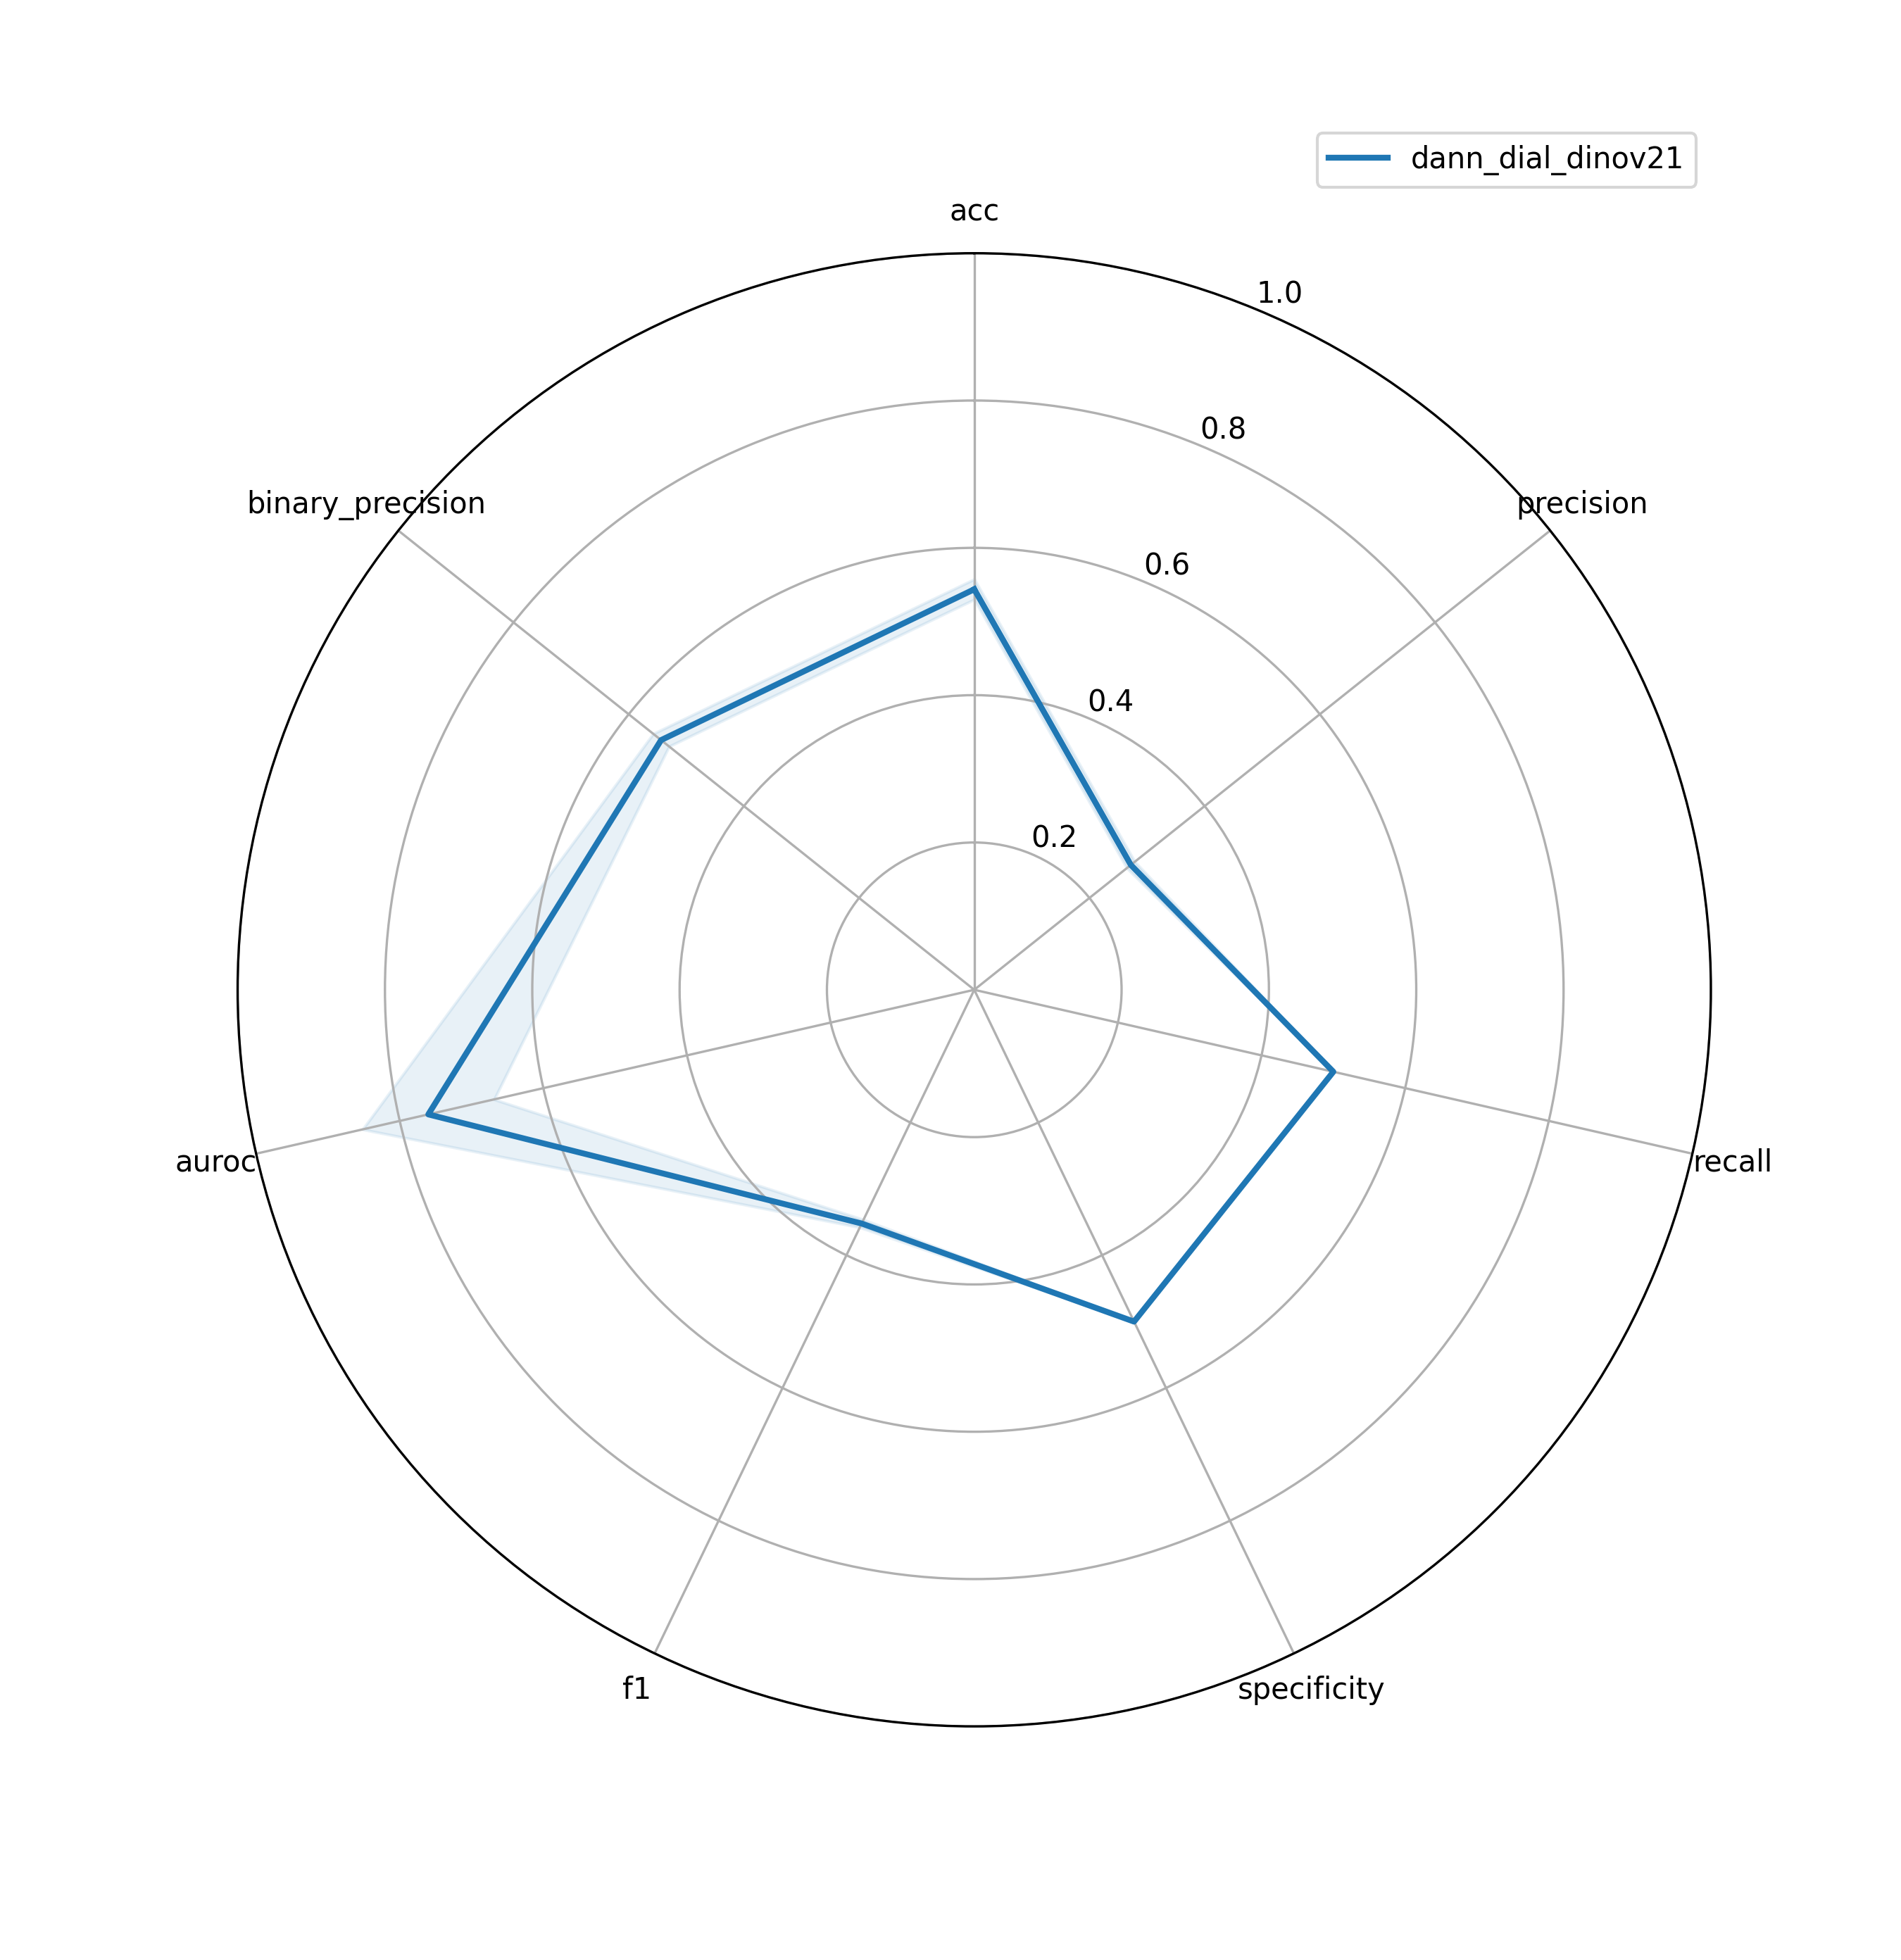 dann_dial_dinov21
acc
1.0
0.8
binary_precision
precision
0.6
0.4
0.2
auroc
recall
f1
specificity